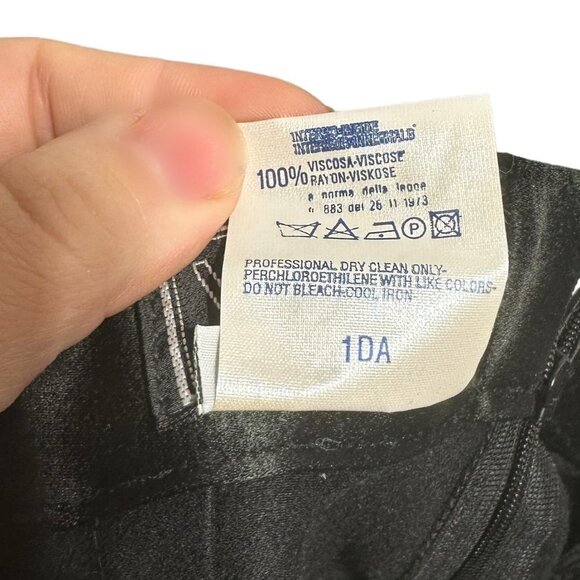 100% VISCOSA-VISCOSE
RAYON-VISKOSE
a norma della legge
n. 883 del 26 11 1973
P
PROFESSIONAL DRY CLEAN ONLY-
PERCHLOROETHILENE WITH LIKE COLORS-
DO NOT BLEACH-COOL IRON-
1DA